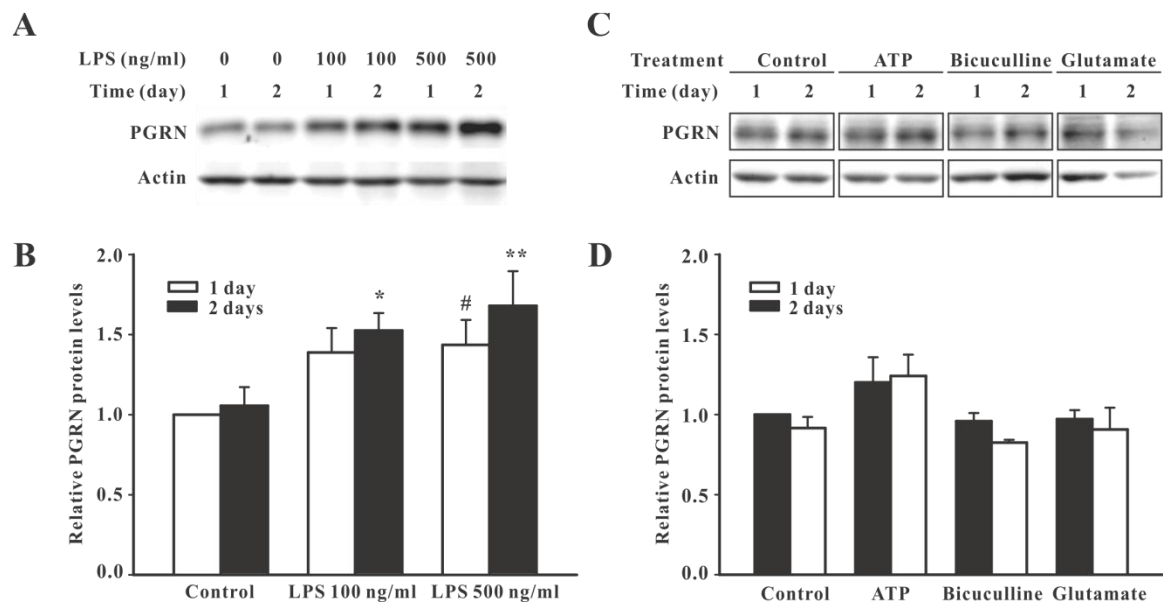 A
LPS (ng/ml) 0 0 100 100 500 500
Time (day) 1 2 1 2 1 2
PGRN
Actin
B
Relative PGRN protein levels
2.0
1.5
1.0
0.5
0.0
1 day
2 days
*
#
**
Control LPS 100 ng/ml LPS 500 ng/ml
C
Treatment Control ATP Bicuculline Glutamate
Time (day) 1 2 1 2 1 2 1 2
PGRN
Actin
D
Relative PGRN protein levels
2.0
1.5
1.0
0.5
0.0
1 day
2 days
Control ATP Bicuculline Glutamate